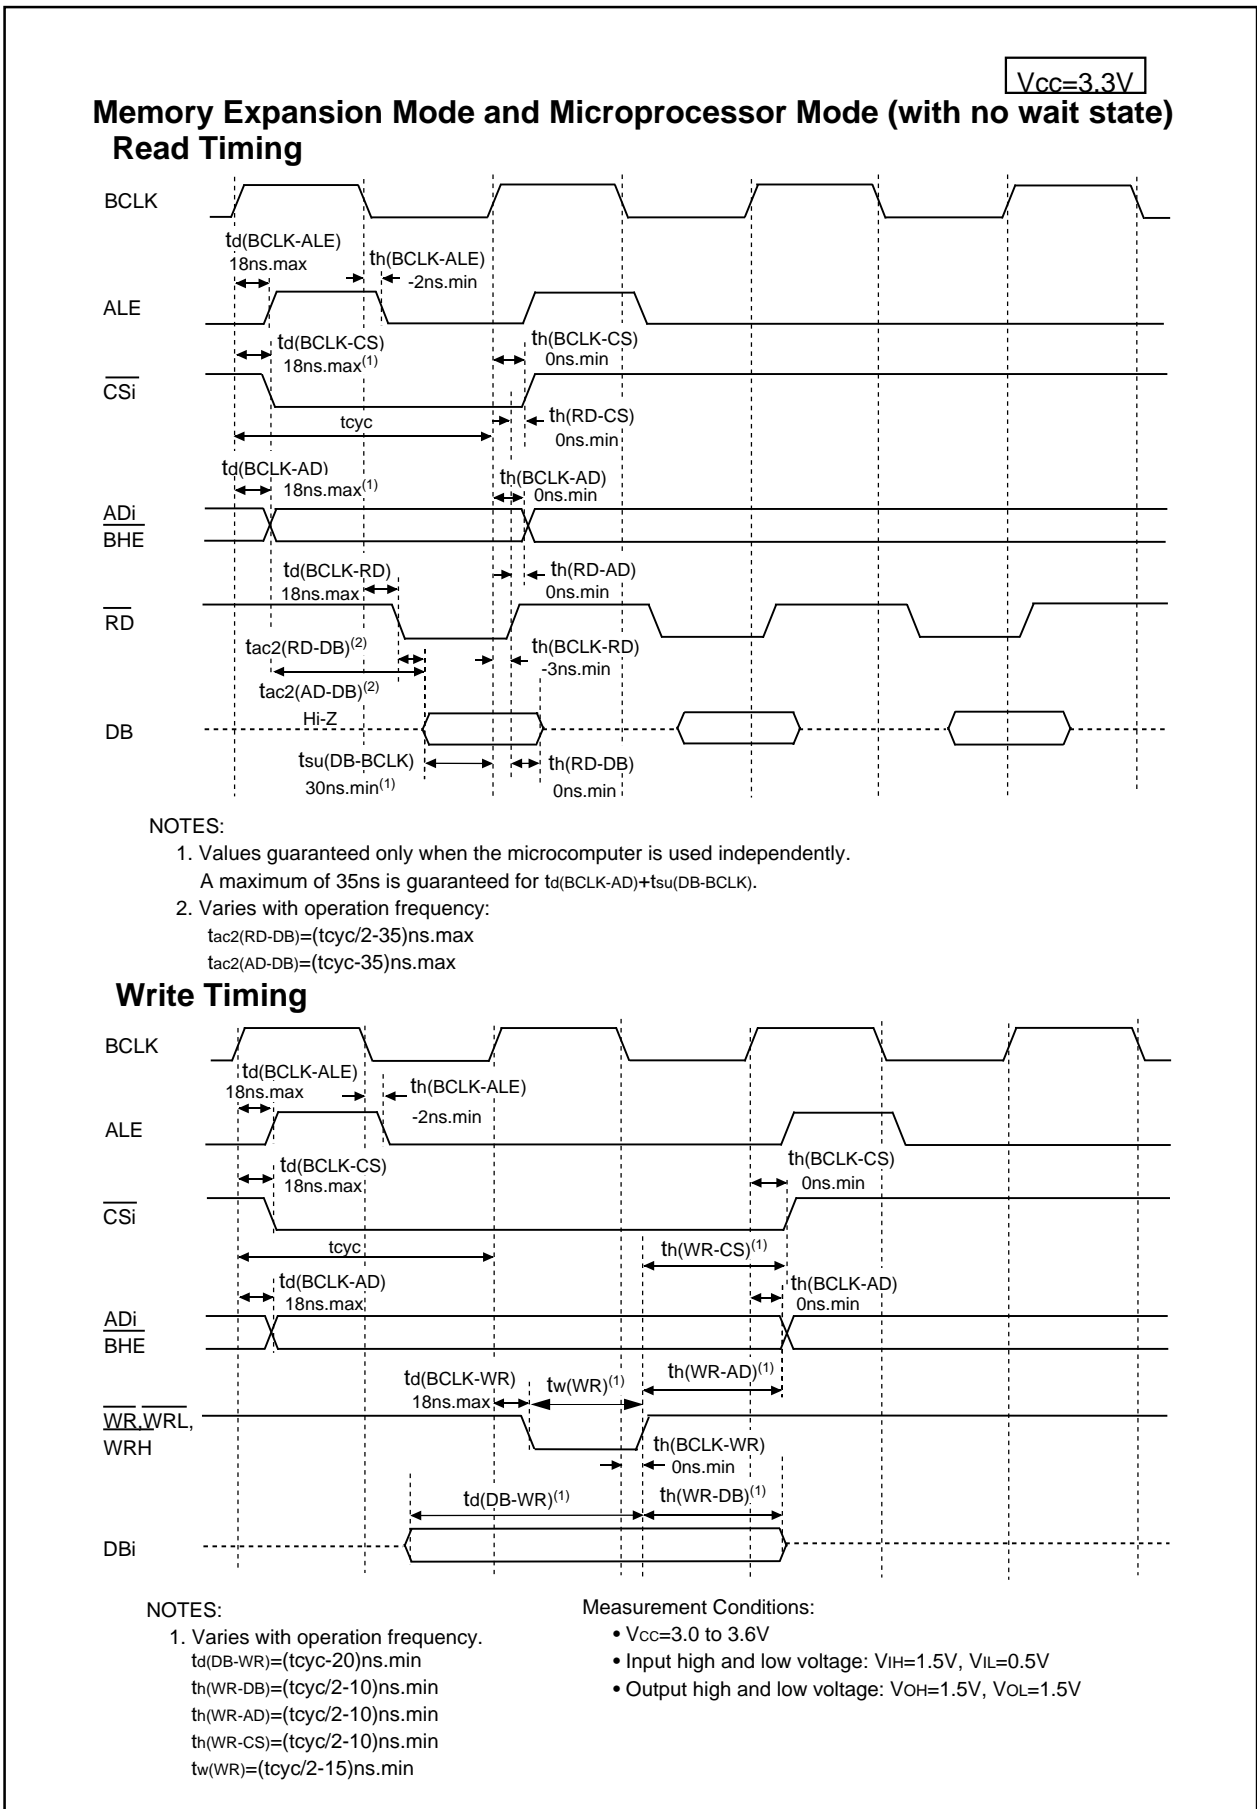 Vcc=3.3V
Memory Expansion Mode and Microprocessor Mode (with no wait state)
Read Timing
BCLK
td(BCLK-ALE)
18ns.max
th(BCLK-ALE)
-2ns.min
ALE
td(BCLK-CS)
18ns.max(1)
th(BCLK-CS)
0ns.min
CSi
tcyc
th(RD-CS)
0ns.min
td(BCLK-AD)
18ns.max(1)
th(BCLK-AD)
0ns.min
ADi
BHE
td(BCLK-RD)
18ns.max
th(RD-AD)
0ns.min
RD
tac2(RD-DB)(2)
th(BCLK-RD)
-3ns.min
tac2(AD-DB)(2)
Hi-Z
DB
tsu(DB-BCLK)
30ns.min(1)
th(RD-DB)
0ns.min
NOTES:
1. Values guaranteed only when the microcomputer is used independently.
A maximum of 35ns is guaranteed for td(BCLK-AD)+tsu(DB-BCLK).
2. Varies with operation frequency:
tac2(RD-DB)=(tcyc/2-35)ns.max
tac2(AD-DB)=(tcyc-35)ns.max
Write Timing
BCLK
td(BCLK-ALE)
18ns.max
th(BCLK-ALE)
-2ns.min
ALE
td(BCLK-CS)
18ns.max
th(BCLK-CS)
0ns.min
CSi
tcyc
th(WR-CS)(1)
td(BCLK-AD)
18ns.max
th(BCLK-AD)
0ns.min
ADi
BHE
td(BCLK-WR)
18ns.max
tw(WR)(1)
th(WR-AD)(1)
WR,WRL,
WRH
th(BCLK-WR)
0ns.min
td(DB-WR)(1)
th(WR-DB)(1)
DBi
NOTES:
1. Varies with operation frequency.
td(DB-WR)=(tcyc-20)ns.min
th(WR-DB)=(tcyc/2-10)ns.min
th(WR-AD)=(tcyc/2-10)ns.min
th(WR-CS)=(tcyc/2-10)ns.min
tw(WR)=(tcyc/2-15)ns.min
Measurement Conditions:
• VCC=3.0 to 3.6V
• Input high and low voltage: VIH=1.5V, VIL=0.5V
• Output high and low voltage: VOH=1.5V, VOL=1.5V